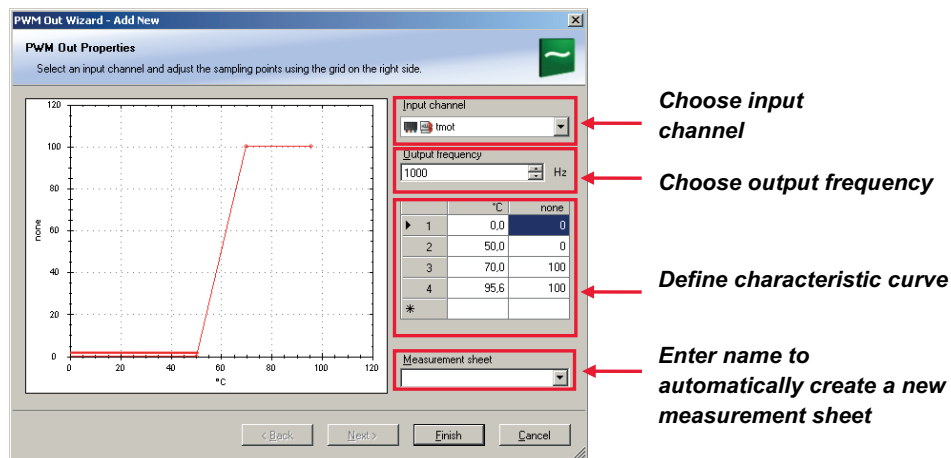 PWM Out Wizard - Add New
PWM Out Properties
Select an input channel and adjust the sampling points using the grid on the right side.
120
100
80
60
40
20
0
none
0 20 40 60 80 100 120
°C
Input channel
tmot
Output frequency
1000 Hz
°C none
1 0,0 0
2 50,0 0
3 70,0 100
4 95,6 100
*
Measurement sheet
< Back Next > Finish Cancel
Choose input
channel
Choose output frequency
Define characteristic curve
Enter name to
automatically create a new
measurement sheet